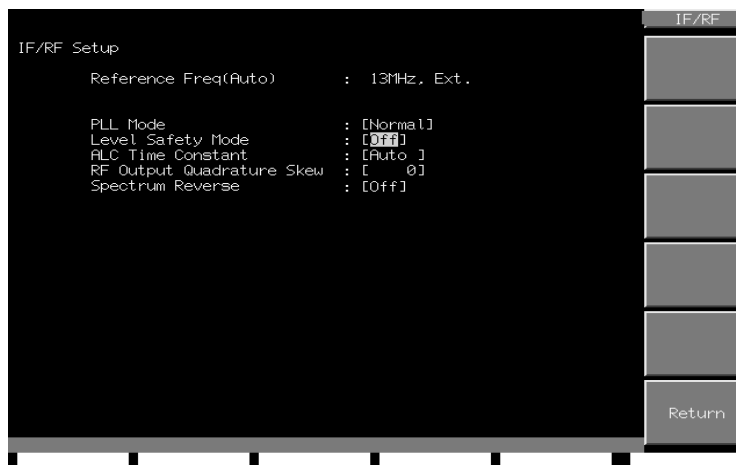 IF/RF
IF/RF Setup
Reference Freq(Auto) : 13MHz, Ext.
PLL Mode : [Normal]
Level Safety Mode : [Off]
ALC Time Constant : [Auto ]
RF Output Quadrature Skew : [ 0]
Spectrum Reverse : [Off]
Return